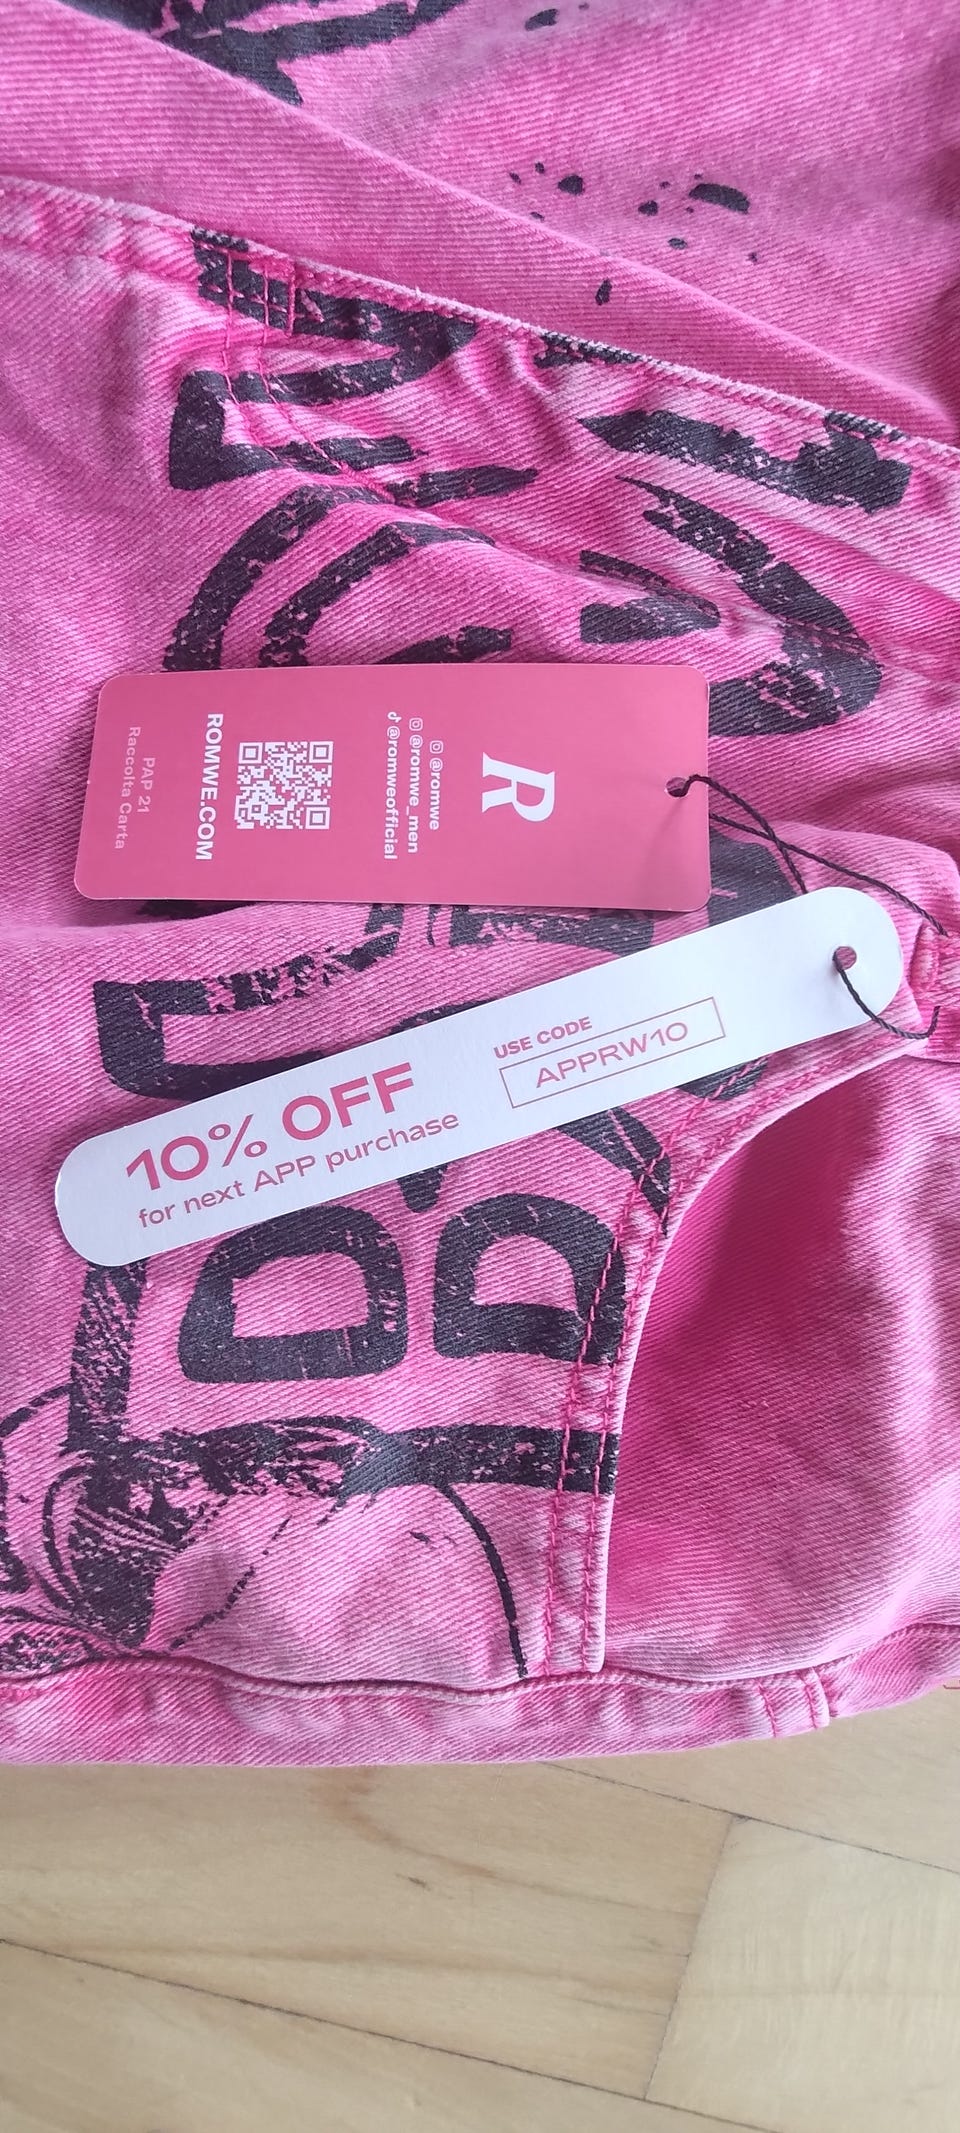 R
@romwe
@romwe_men
@romweofficial
ROMWE.COM
PAP 21
Raccolta Carta
USE CODE
APPRW10
10% OFF
for next APP purchase